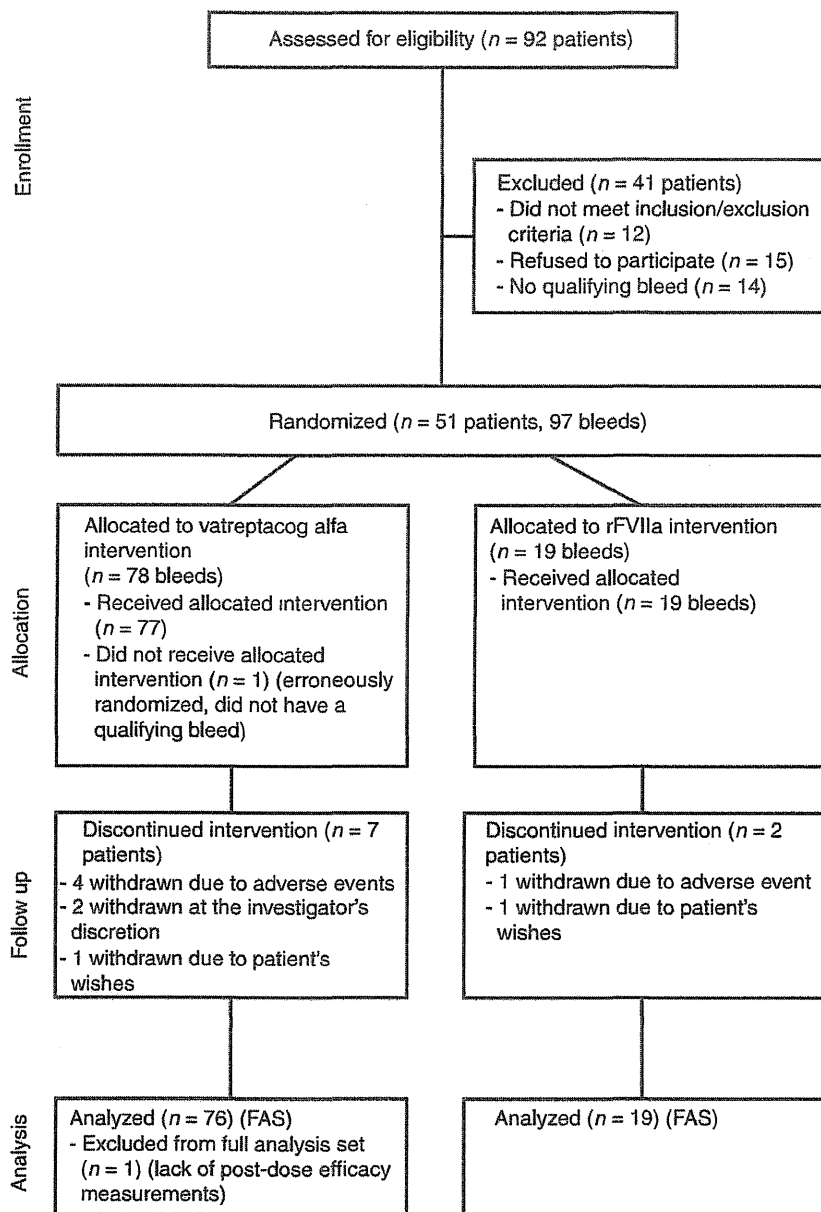 Assessed for eligibility (n = 92 patients)
Enrollment
Excluded (n = 41 patients)
- Did not meet inclusion/exclusion
criteria (n = 12)
- Refused to participate (n = 15)
- No qualifying bleed (n = 14)
Randomized (n = 51 patients, 97 bleeds)
Allocation
Allocated to vatreptacog alfa
intervention
(n = 78 bleeds)
- Received allocated intervention
(n = 77)
- Did not receive allocated
intervention (n = 1) (erroneously
randomized, did not have a
qualifying bleed)
Allocated to rFVIIa intervention
(n = 19 bleeds)
- Received allocated
intervention (n = 19 bleeds)
Follow up
Discontinued intervention (n = 7
patients)
- 4 withdrawn due to adverse events
- 2 withdrawn at the investigator's
discretion
- 1 withdrawn due to patient's
wishes
Discontinued intervention (n = 2
patients)
- 1 withdrawn due to adverse event
- 1 withdrawn due to patient's
wishes
Analysis
Analyzed (n = 76) (FAS)
- Excluded from full analysis set
(n = 1) (lack of post-dose efficacy
measurements)
Analyzed (n = 19) (FAS)